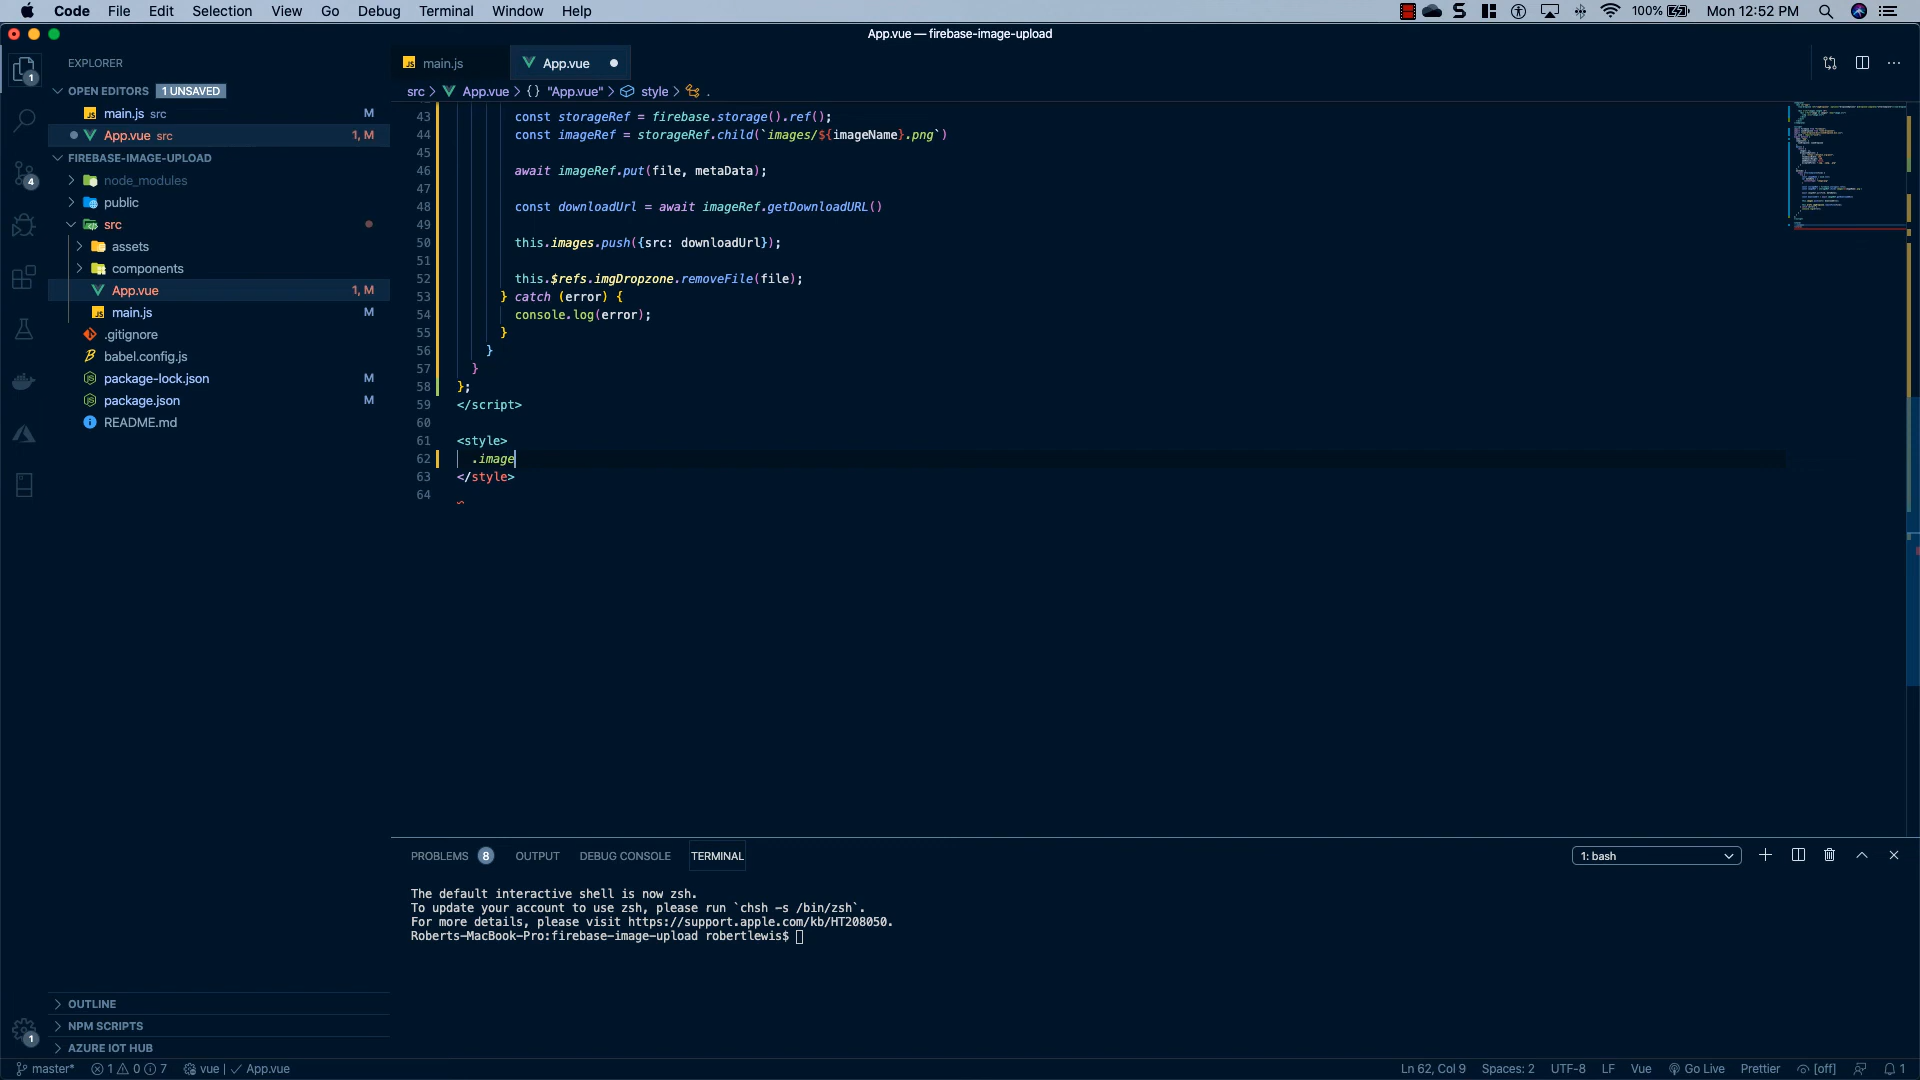 Code File Edit Selection View Go Debug Terminal Window Help 100% Mon 12:52 PM
App.vue — firebase-image-upload
EXPLORER
OPEN EDITORS 1 UNSAVED
main.js src M
App.vue src 1, M
FIREBASE-IMAGE-UPLOAD
node_modules
public
src
assets
components
App.vue 1, M
main.js M
.gitignore
babel.config.js
package-lock.json M
package.json M
README.md
OUTLINE
NPM SCRIPTS
AZURE IOT HUB
1
4
1
main.js App.vue
src > App.vue > {} "App.vue" > style > .
43 const storageRef = firebase.storage().ref();
44 const imageRef = storageRef.child(`images/${imageName}.png`)
45
46 await imageRef.put(file, metaData);
47
48 const downloadUrl = await imageRef.getDownloadURL()
49
50 this.images.push({src: downloadUrl});
51
52 this.$refs.imgDropzone.removeFile(file);
53 } catch (error) {
54 console.log(error);
55 }
56 }
57 }
58 };
59 </script>
60
61 <style>
62 .image
63 </style>
64
PROBLEMS 8 OUTPUT DEBUG CONSOLE TERMINAL 1: bash
The default interactive shell is now zsh.
To update your account to use zsh, please run `chsh -s /bin/zsh`.
For more details, please visit https://support.apple.com/kb/HT208050.
Roberts-MacBook-Pro:firebase-image-upload robertlewis$
master* 1 0 7 vue | App.vue Ln 62, Col 9 Spaces: 2 UTF-8 LF Vue Go Live Prettier [off] 1